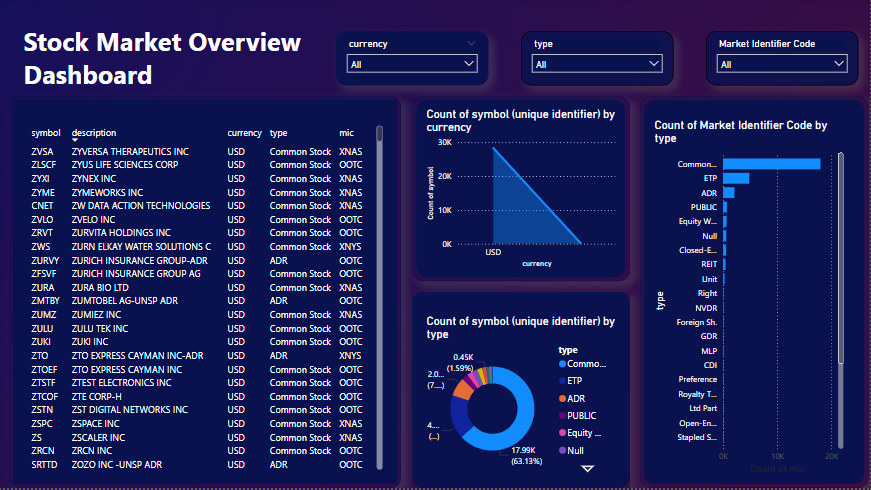 Stock Market Overview
Dashboard
currency
All
type
All
Market Identifier Code
All
symbol description currency type mic
ZVSA ZYVERSA THERAPEUTICS INC USD Common Stock XNAS
ZLSCF ZYUS LIFE SCIENCES CORP USD Common Stock OOTC
ZYXI ZYNEX INC USD Common Stock XNAS
ZYME ZYMEWORKS INC USD Common Stock XNAS
CNET ZW DATA ACTION TECHNOLOGIES USD Common Stock XNAS
ZVLO ZVELO INC USD Common Stock OOTC
ZRVT ZURVITA HOLDINGS INC USD Common Stock OOTC
ZWS ZURN ELKAY WATER SOLUTIONS C USD Common Stock XNYS
ZURVY ZURICH INSURANCE GROUP-ADR USD ADR OOTC
ZFSVF ZURICH INSURANCE GROUP AG USD Common Stock OOTC
ZURA ZURA BIO LTD USD Common Stock XNAS
ZMTBY ZUMTOBEL AG-UNSP ADR USD ADR OOTC
ZUMZ ZUMIEZ INC USD Common Stock XNAS
ZULU ZULU TEK INC USD Common Stock OOTC
ZUKI ZUKI INC USD Common Stock OOTC
ZTO ZTO EXPRESS CAYMAN INC-ADR USD ADR XNYS
ZTOEF ZTO EXPRESS CAYMAN INC USD Common Stock OOTC
ZTSTF ZTEST ELECTRONICS INC USD Common Stock OOTC
ZTCOF ZTE CORP-H USD Common Stock OOTC
ZSTN ZST DIGITAL NETWORKS INC USD Common Stock OOTC
ZSPC ZSPACE INC USD Common Stock XNAS
ZS ZSCALER INC USD Common Stock XNAS
ZRCN ZRCN INC USD Common Stock OOTC
SRTTD ZOZO INC -UNSP ADR USD ADR OOTC
Count of symbol (unique identifier) by
currency
Count of symbol
30K
20K
10K
0K
USD
currency
Count of symbol (unique identifier) by
type
0.45K
(1.59%)
2.0...
(7....)
4....
(...)
17.99K
(63.13%)
type
Commo...
ETP
ADR
PUBLIC
Equity ...
Null
Count of Market Identifier Code by
type
type
Common...
ETP
ADR
PUBLIC
Equity W...
Null
Closed-E...
REIT
Unit
Right
NVDR
Foreign Sh.
GDR
MLP
CDI
Preference
Royalty T...
Ltd Part
Open-En...
Stapled S...
0K 10K 20K
Count of mic